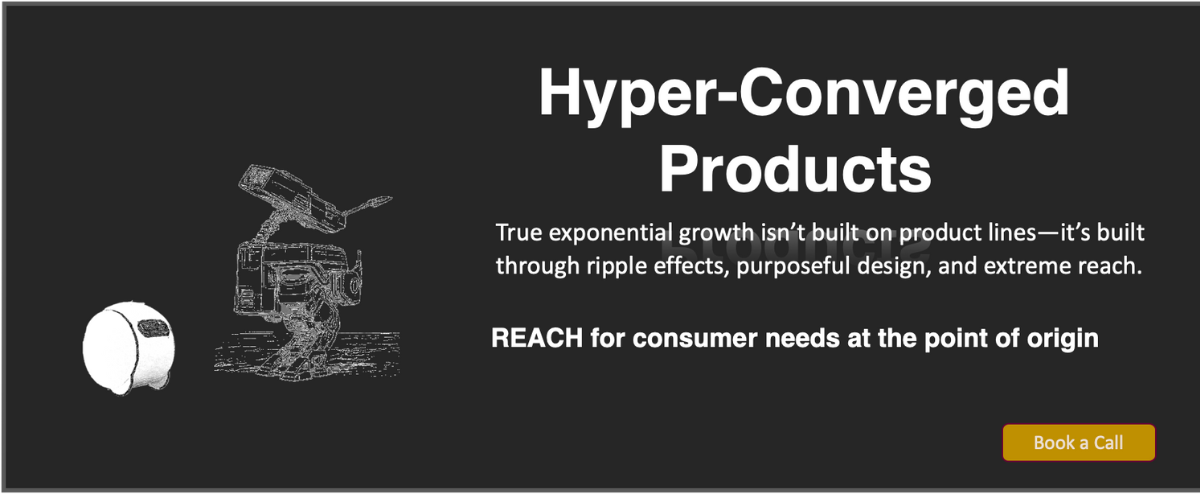 Hyper-Converged
Products
True exponential growth isn’t built on product lines—it’s built
through ripple effects, purposeful design, and extreme reach.
REACH for consumer needs at the point of origin
Book a Call